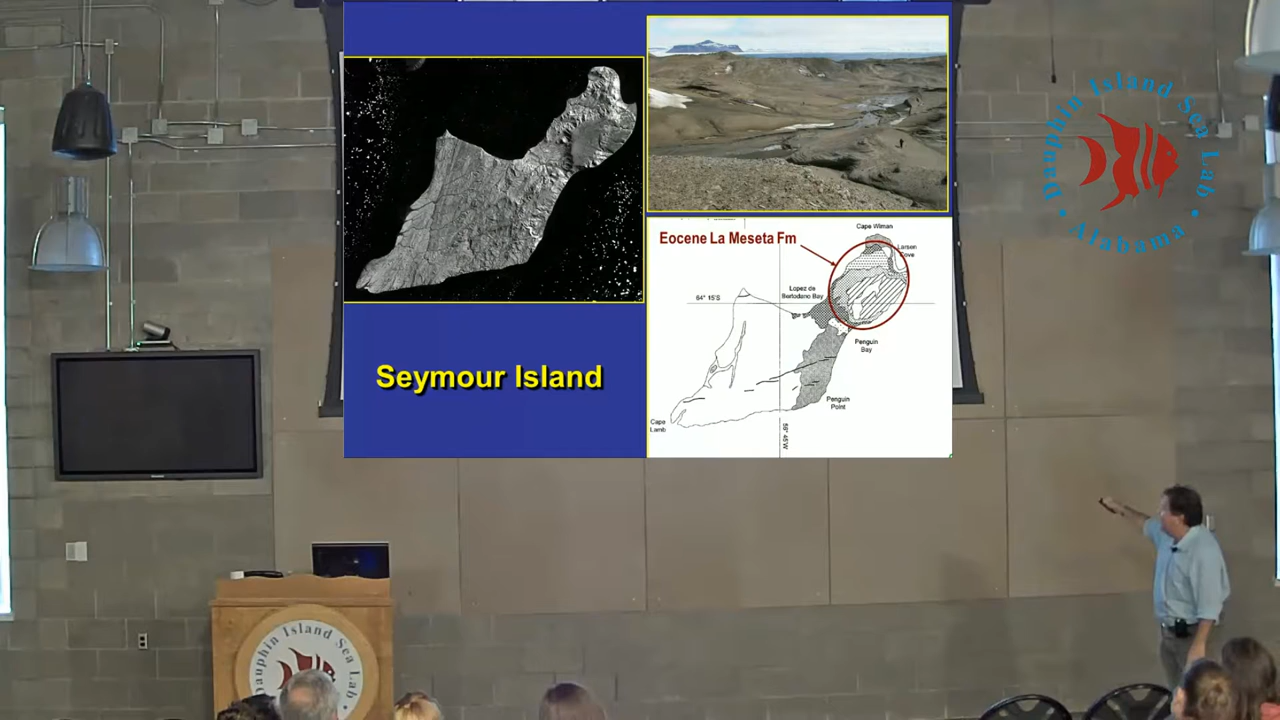 Seymour Island
Eocene La Meseta Fm
Cape Wiman
Larsen
Cove
Lopez de
Bertodano Bay
64° 15'S
Penguin
Bay
Penguin
Point
Cape
Lamb
Dauphin Island Sea Lab
• Alabama •
Dauphin Island Sea Lab